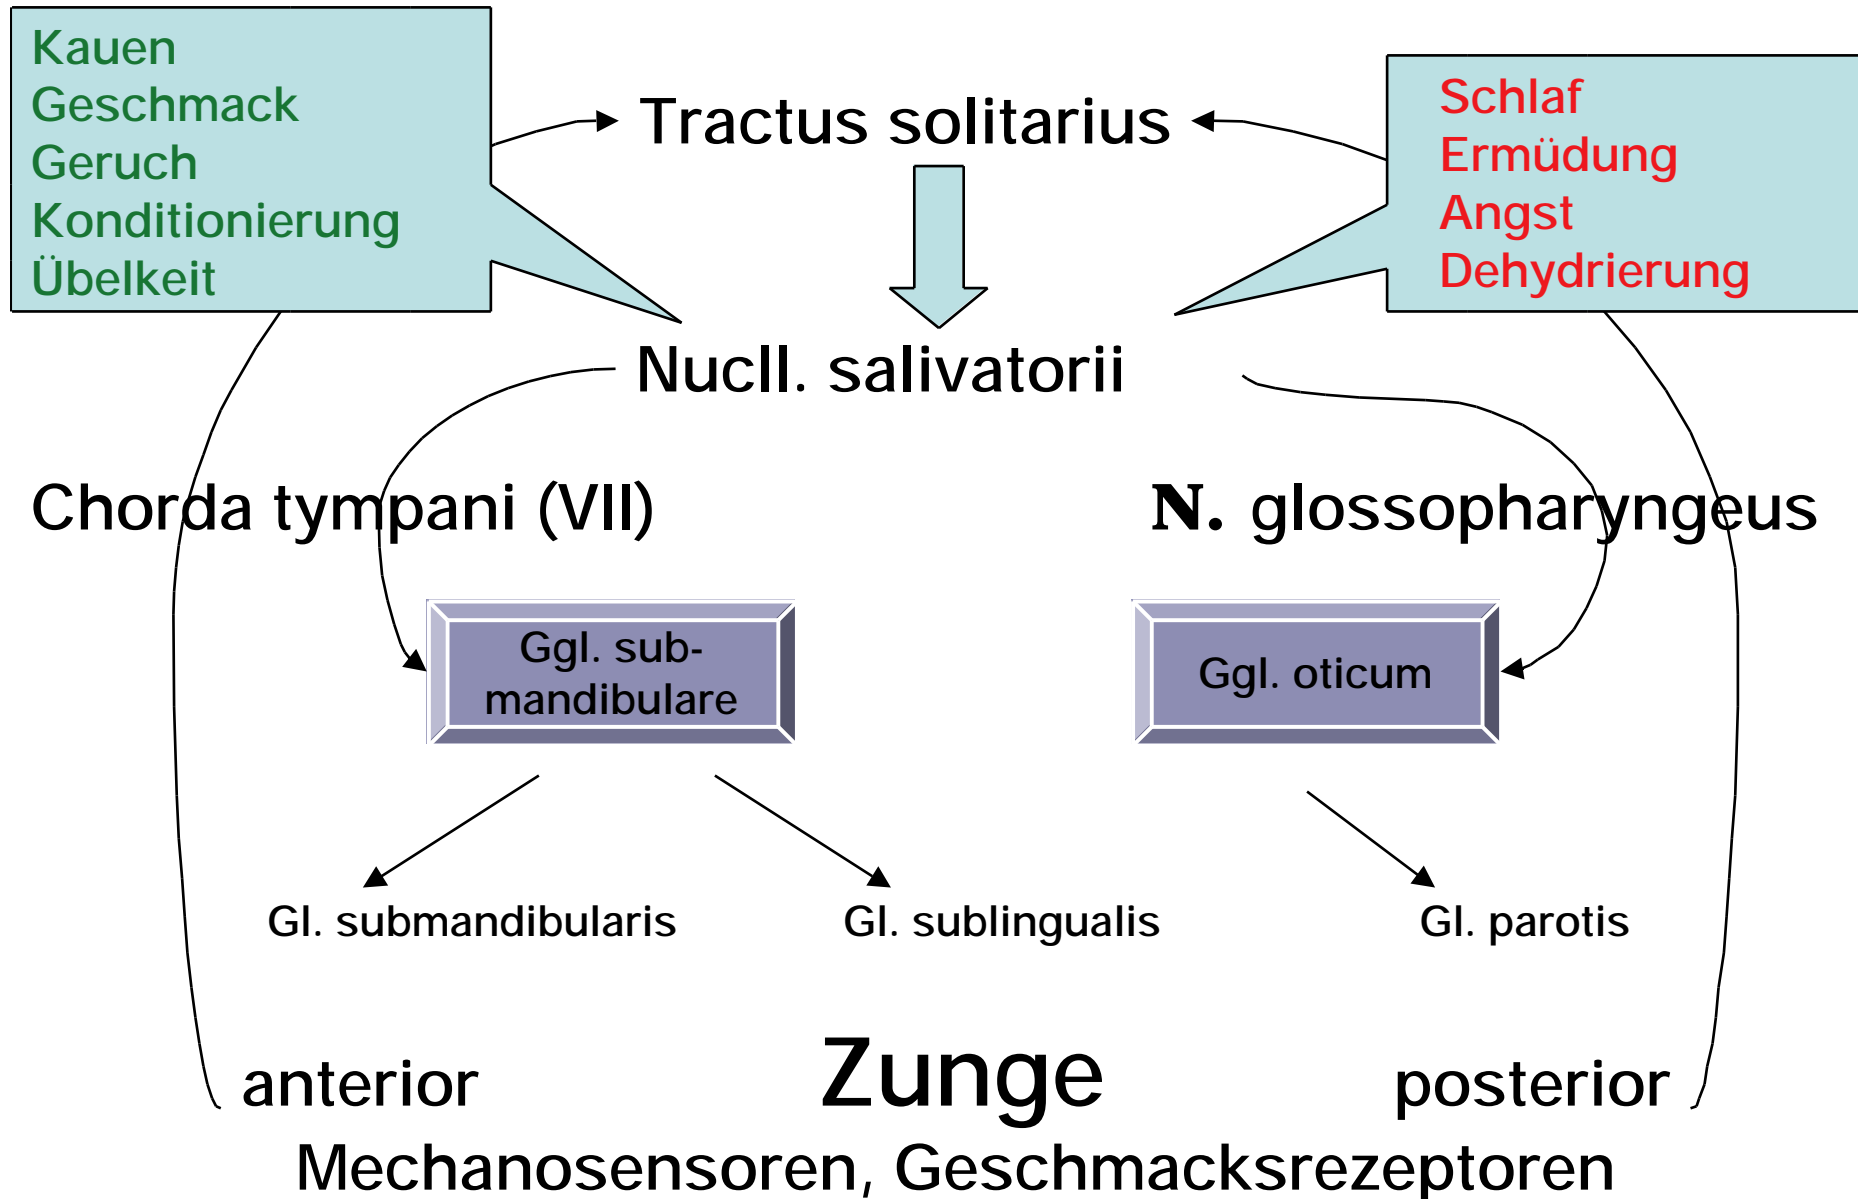 Kauen
Geschmack
Geruch
Konditionierung
Übelkeit
Tractus solitarius
Schlaf
Ermüdung
Angst
Dehydrierung
Nucll. salivatorii
Chorda tympani (VII)
N. glossopharyngeus
Ggl. sub-
mandibulare
Ggl. oticum
Gl. submandibularis
Gl. sublingualis
Gl. parotis
anterior
Zunge
posterior
Mechanosensoren, Geschmacksrezeptoren